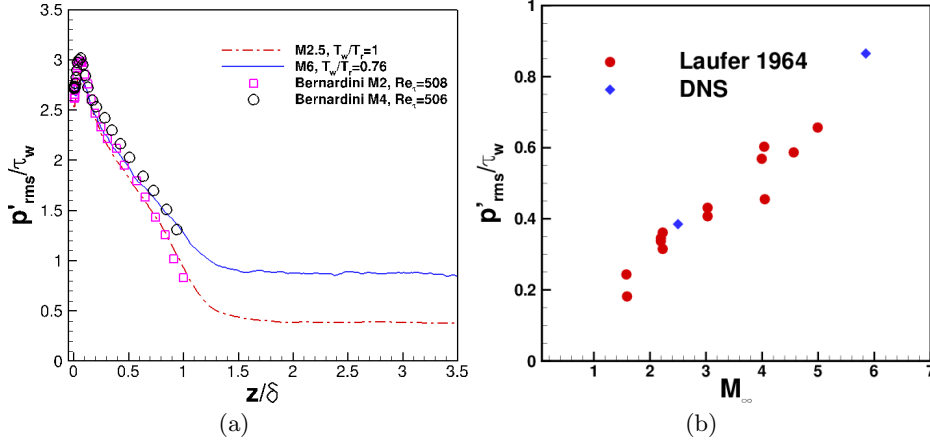 (a)
p'rms/τw
3.5
3
2.5
2
1.5
1
0.5
0
0 0.5 1 1.5 2 2.5 3 3.5
z/δ
M2.5, Tw/Tr=1
M6, Tw/Tr=0.76
Bernardini M2, Reτ=508
Bernardini M4, Reτ=506
(a)
p'rms/τw
1
0.8
0.6
0.4
0.2
0
1 2 3 4 5 6 7
M∞
Laufer 1964
DNS
(b)
(b)